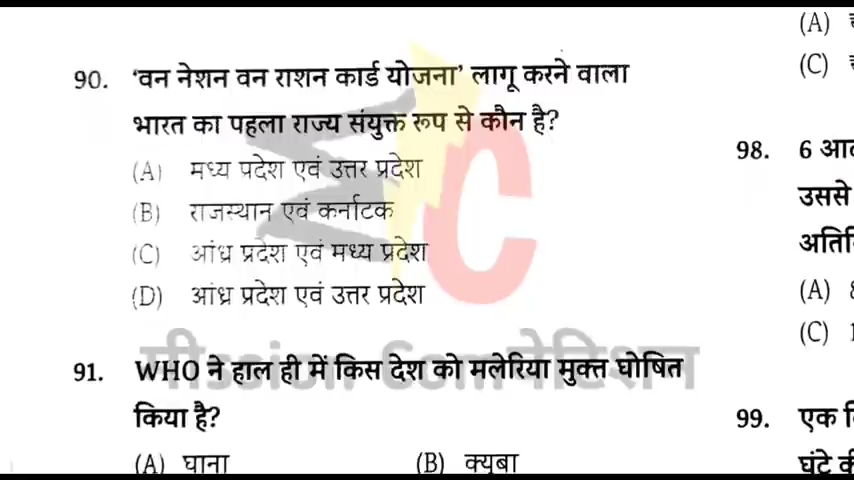 90. 'वन नेशन वन राशन कार्ड योजना' लागू करने वाला
भारत का पहला राज्य संयुक्त रूप से कौन है?
(A) मध्य प्रदेश एवं उत्तर प्रदेश
(B) राजस्थान एवं कर्नाटक
(C) आंध्र प्रदेश एवं मध्य प्रदेश
(D) आंध्र प्रदेश एवं उत्तर प्रदेश
91. WHO ने हाल ही में किस देश को मलेरिया मुक्त घोषित
किया है?
(A) घाना (B) क्यूबा
(A)
(C)
98. 6
उससे
(A)
(C)
99. एक
घंटे